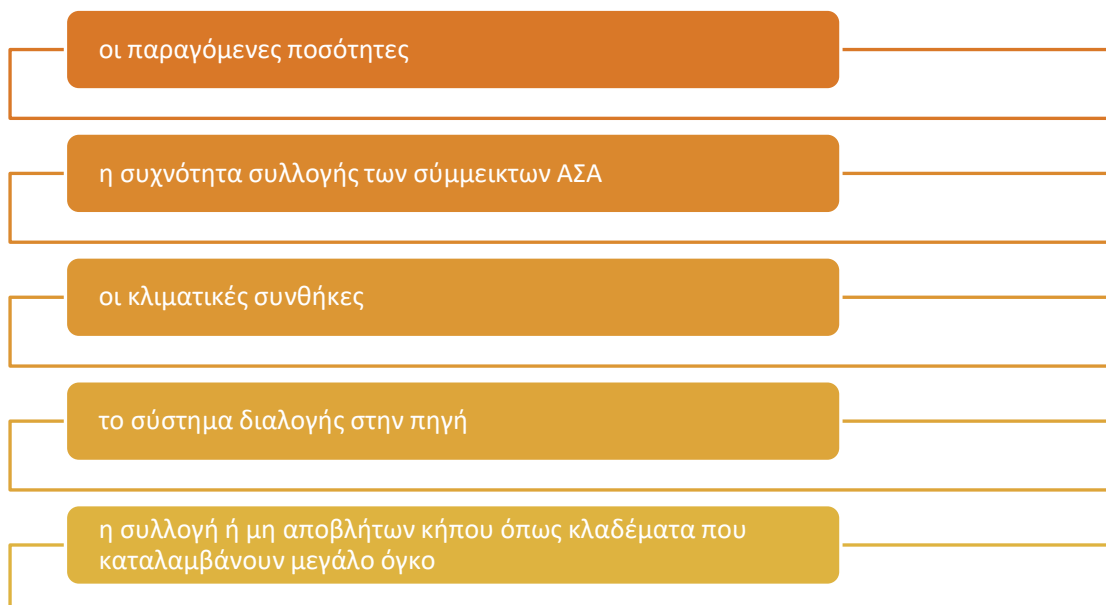 οι παραγόμενες ποσότητες
η συχνότητα συλλογής των σύμμεικτων ΑΣΑ
οι κλιματικές συνθήκες
το σύστημα διαλογής στην πηγή
η συλλογή ή μη αποβλήτων κήπου όπως κλαδέματα που
καταλαμβάνουν μεγάλο όγκο